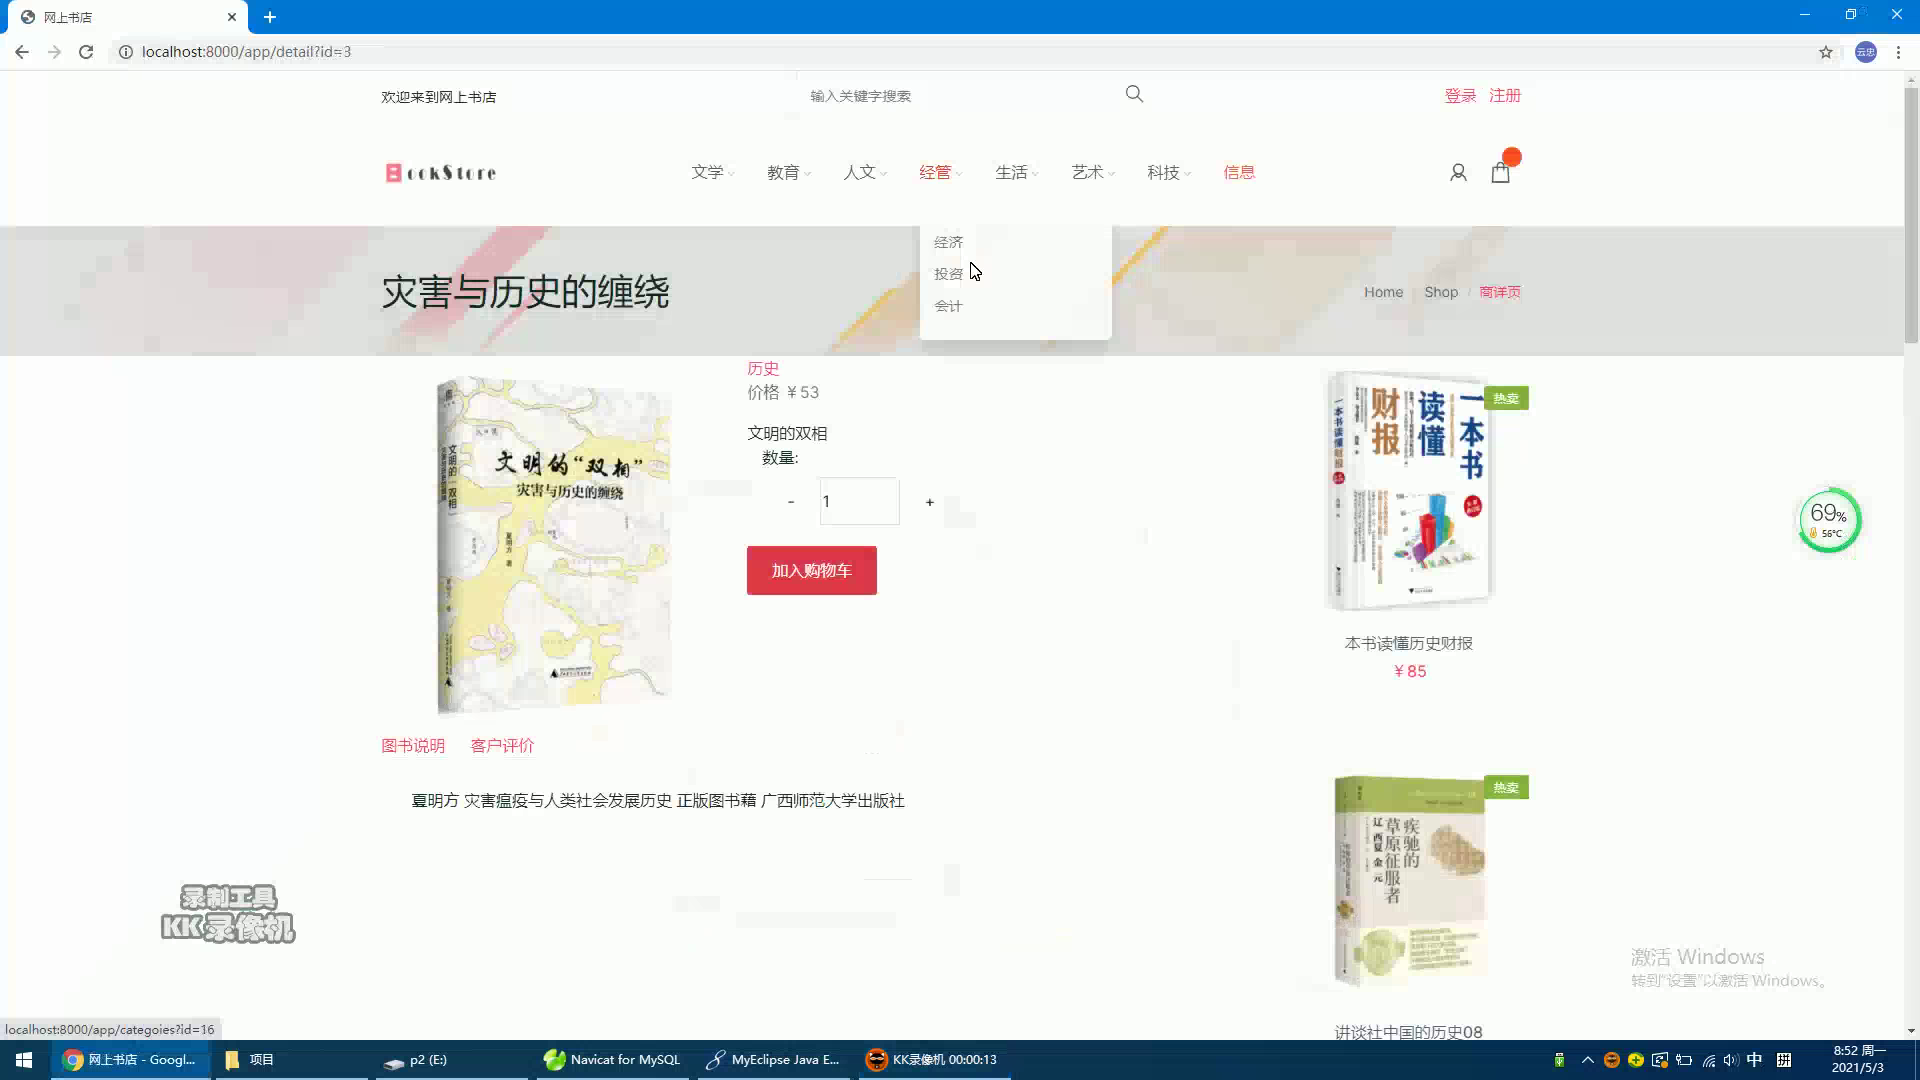 网上书店
localhost:8000/app/detail?id=3
云忠
欢迎来到网上书店
输入关键字搜索
登录 注册
BookStore
文学 教育 人文 经管 生活 艺术 科技 信息
经济
投资
会计
灾害与历史的缠绕
Home Shop / 商详页
历史
价格 ¥53
文明的双相
数量:
- 1 +
加入购物车
文明的“双相”
灾害与历史的缠绕
夏明方 著
热卖
一本书
读懂
财报
本书读懂历史财报
¥85
69%
56°C
图书说明 客户评价
夏明方 灾害瘟疫与人类社会发展历史 正版图书藉 广西师范大学出版社
热卖
疾驰的
草原征服者
辽 西夏 金 元
讲谈社中国的历史08
录制工具
KK录像机
激活 Windows
转到“设置”以激活 Windows。
localhost:8000/app/categoies?id=16
网上书店 - Googl...
项目
p2 (E:)
Navicat for MySQL
MyEclipse Java E...
KK录像机 00:00:13
中
拼
8:52 周一
2021/5/3